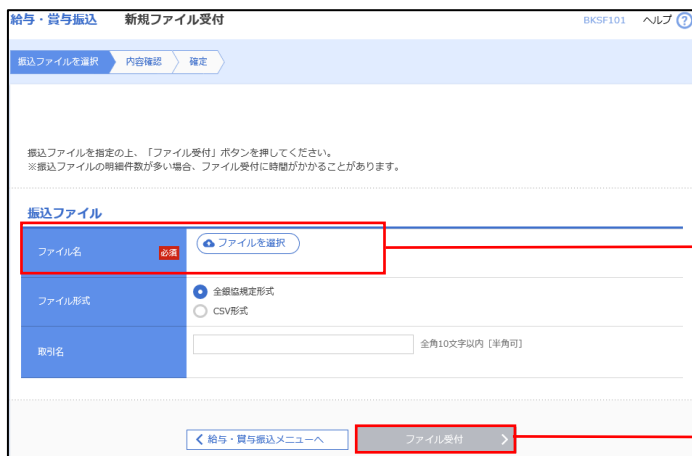 給与・賞与振込 新規ファイル受付 BKSF101 ヘルプ ?
振込ファイルを選択 内容確認 確定
振込ファイルを指定の上、「ファイル受付」ボタンを押してください。
※振込ファイルの明細件数が多い場合、ファイル受付に時間がかかることがあります。
振込ファイル
ファイル名 必須 ファイルを選択
ファイル形式 全銀協規定形式
CSV形式
取引名 全角10文字以内［半角可］
給与・賞与振込メニューへ ファイル受付